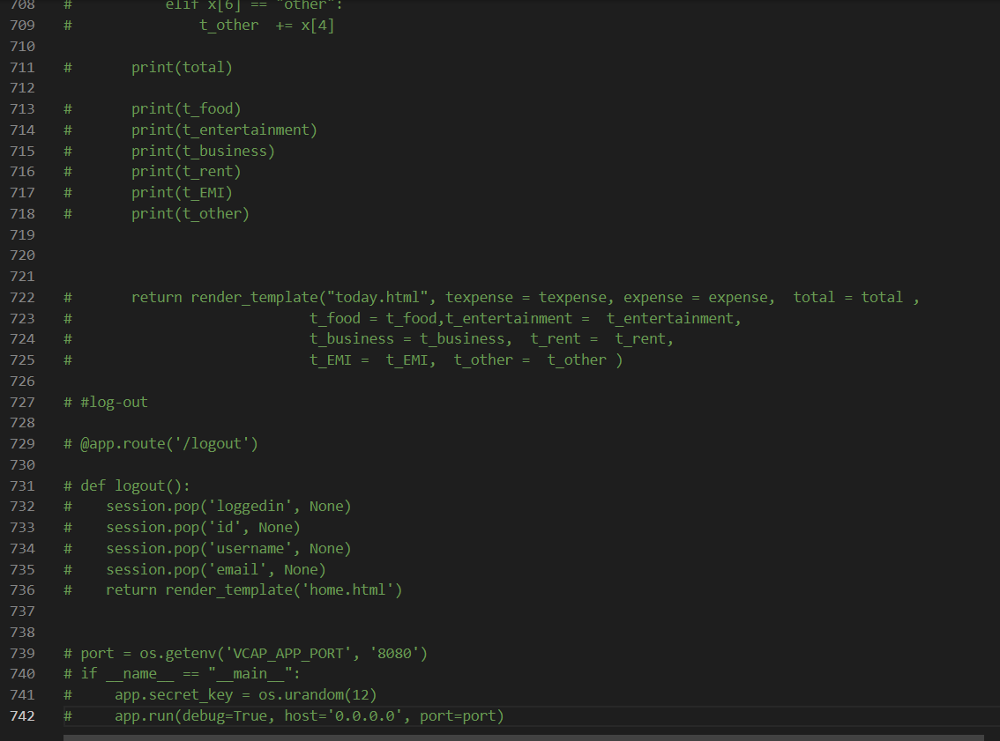 708 # elif x[6] == "other":
709 # t_other  += x[4]
710
711 # print(total)
712
713 # print(t_food)
714 # print(t_entertainment)
715 # print(t_business)
716 # print(t_rent)
717 # print(t_EMI)
718 # print(t_other)
719
720
721
722 # return render_template("today.html", texpense = texpense, expense = expense,  total = total ,
723 # t_food = t_food,t_entertainment =  t_entertainment,
724 # t_business = t_business,  t_rent =  t_rent,
725 # t_EMI =  t_EMI,  t_other =  t_other )
726
727 # #log-out
728
729 # @app.route('/logout')
730
731 # def logout():
732 #    session.pop('loggedin', None)
733 #    session.pop('id', None)
734 #    session.pop('username', None)
735 #    session.pop('email', None)
736 #    return render_template('home.html')
737
738
739 # port = os.getenv('VCAP_APP_PORT', '8080')
740 # if __name__ == "__main__":
741 #     app.secret_key = os.urandom(12)
742 #     app.run(debug=True, host='0.0.0.0', port=port)